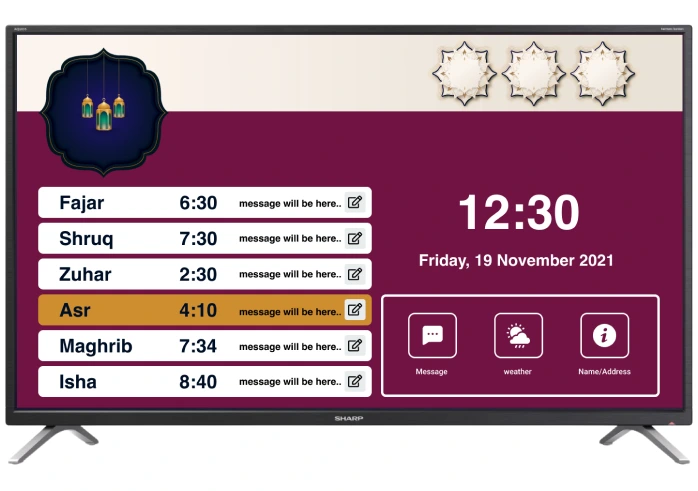 Fajar 6:30 message will be here..
Shruq 7:30 message will be here..
Zuhar 2:30 message will be here..
Asr 4:10 message will be here..
Maghrib 7:34 message will be here..
Isha 8:40 message will be here..
12:30
Friday, 19 November 2021
Message weather Name/Address
SHARP